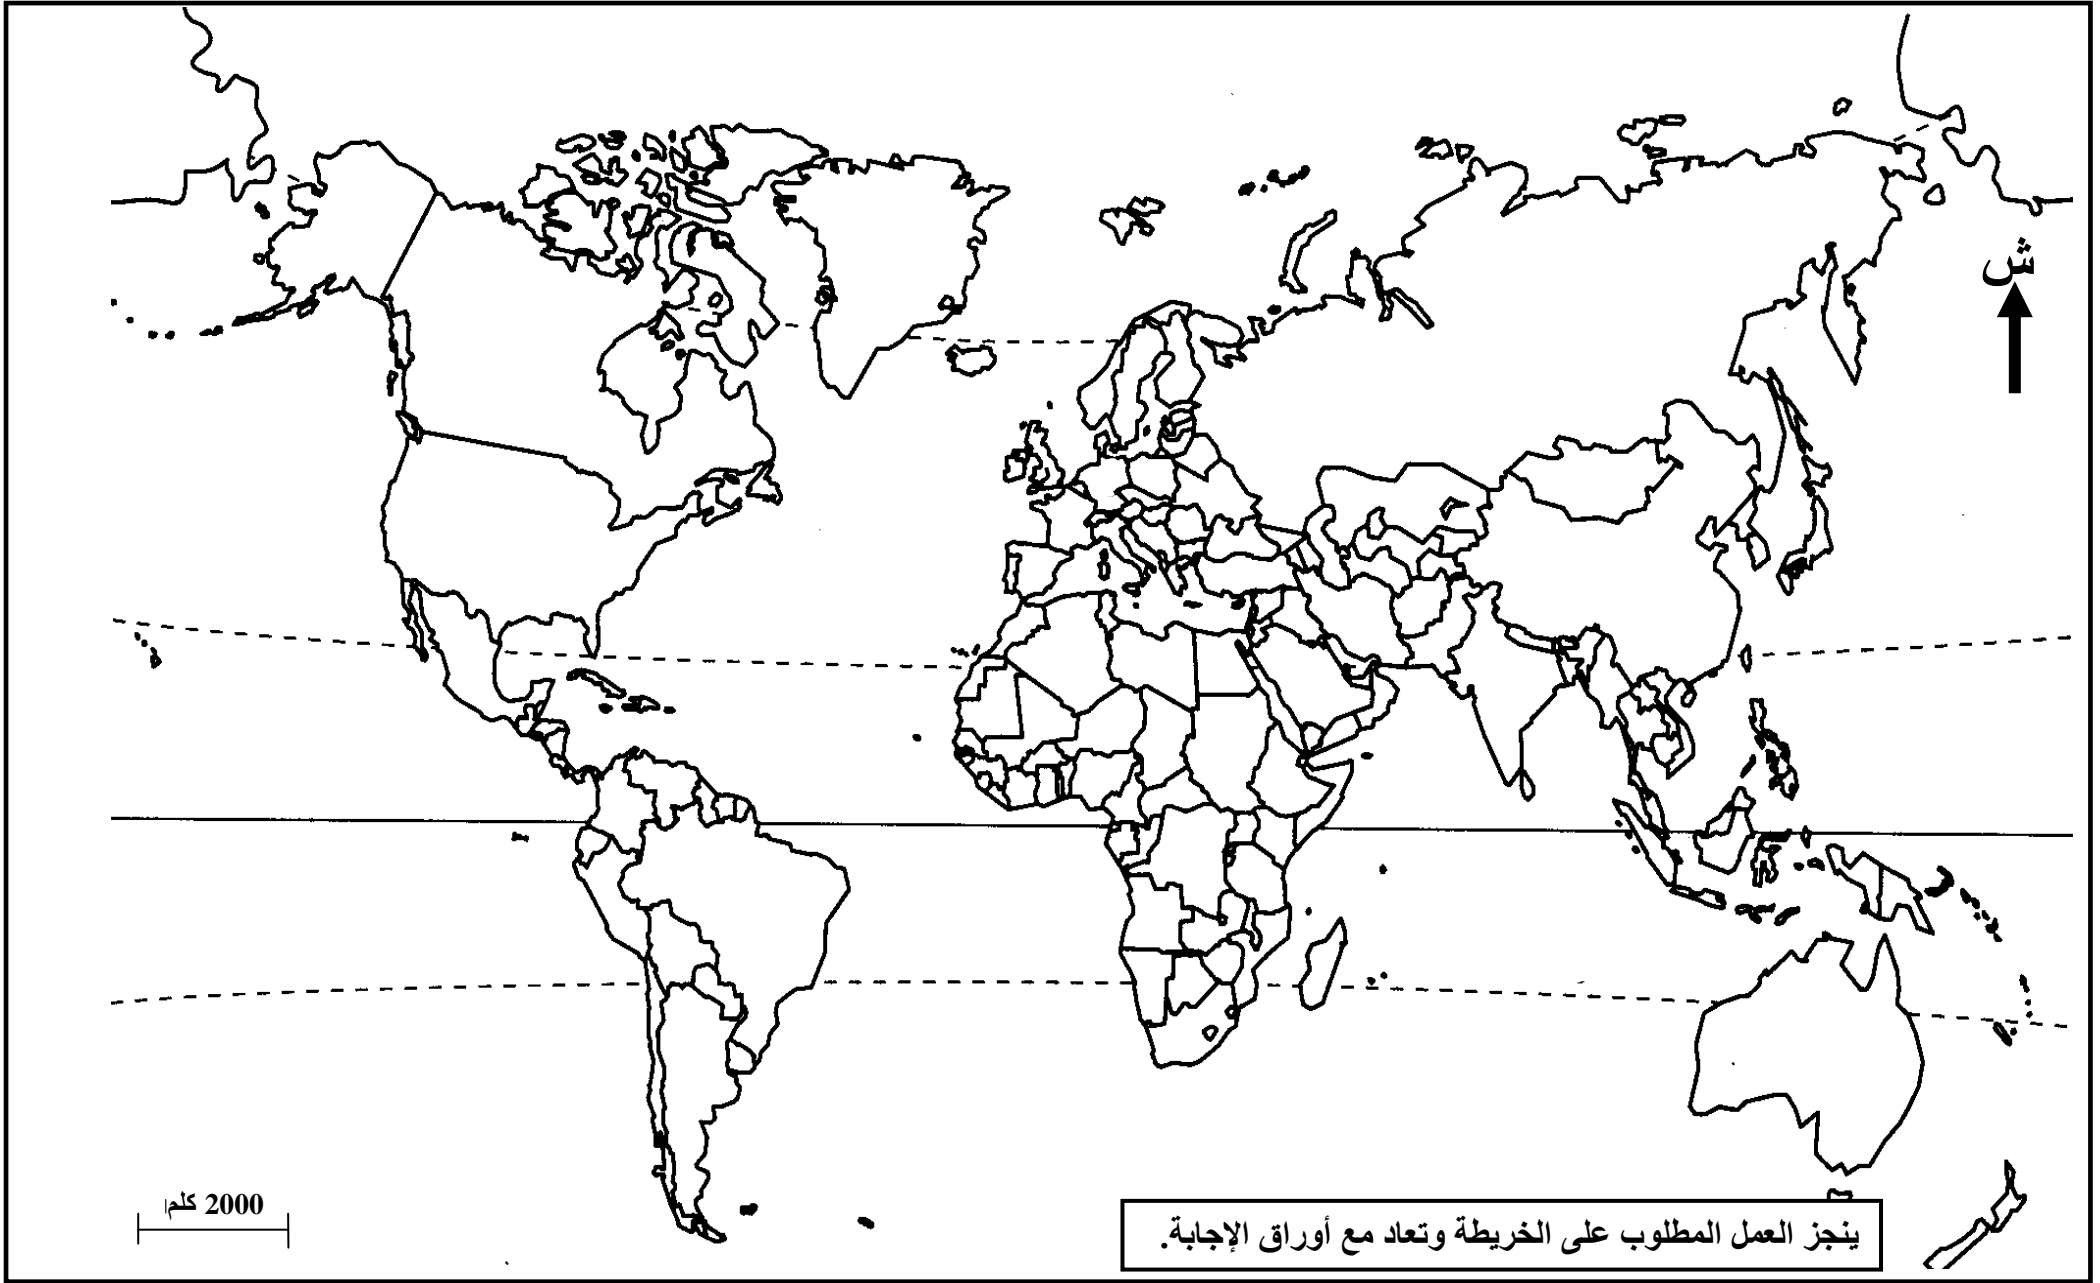 ش
2000 كلم
ينجز العمل المطلوب على الخريطة وتعاد مع أوراق الإجابة.